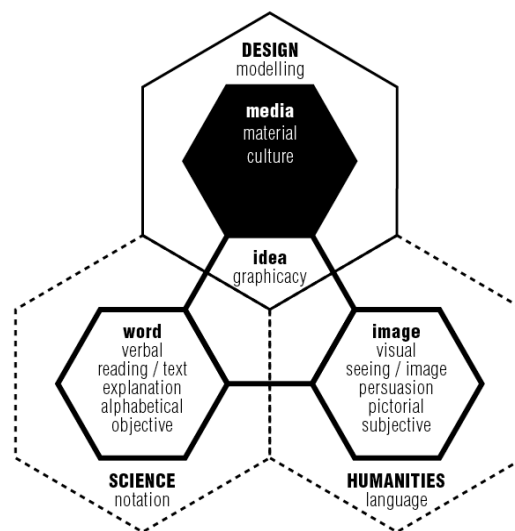 DESIGN
modelling
media
material
culture
idea
graphicacy
word
verbal
reading / text
explanation
alphabetical
objective
image
visual
seeing / image
persuasion
pictorial
subjective
SCIENCE
notation
HUMANITIES
language